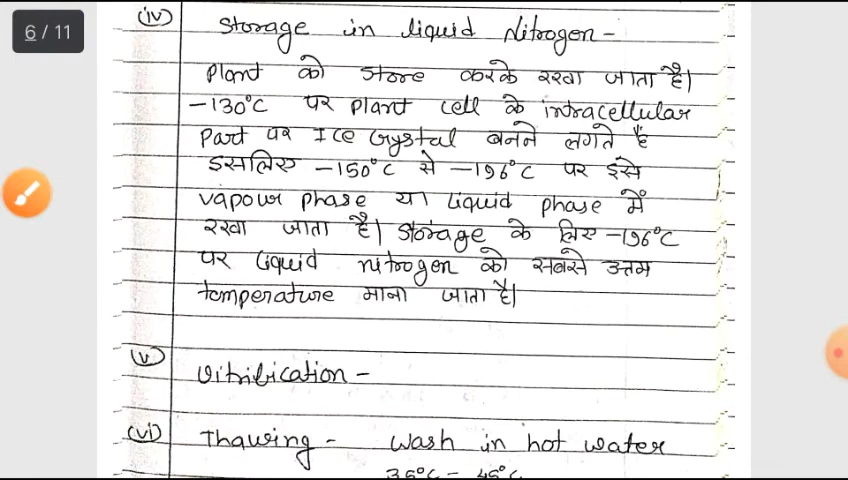 6 / 11
(iv) Storage in liquid Nitrogen -
Plant को store करके रखा जाता है।
-130°C पर plant cell के intracellular
Part पर Ice Crystal बनने लगते हैं
इसलिए -150°C से -196°C पर इसे
vapour phase या liquid phase में
रखा जाता है। Storage के लिए -196°C
पर liquid nitrogen को सबसे उत्तम
temperature माना जाता है।
(v) Vitrification -
(vi) Thawing - Wash in hot water
35°C - 45°C